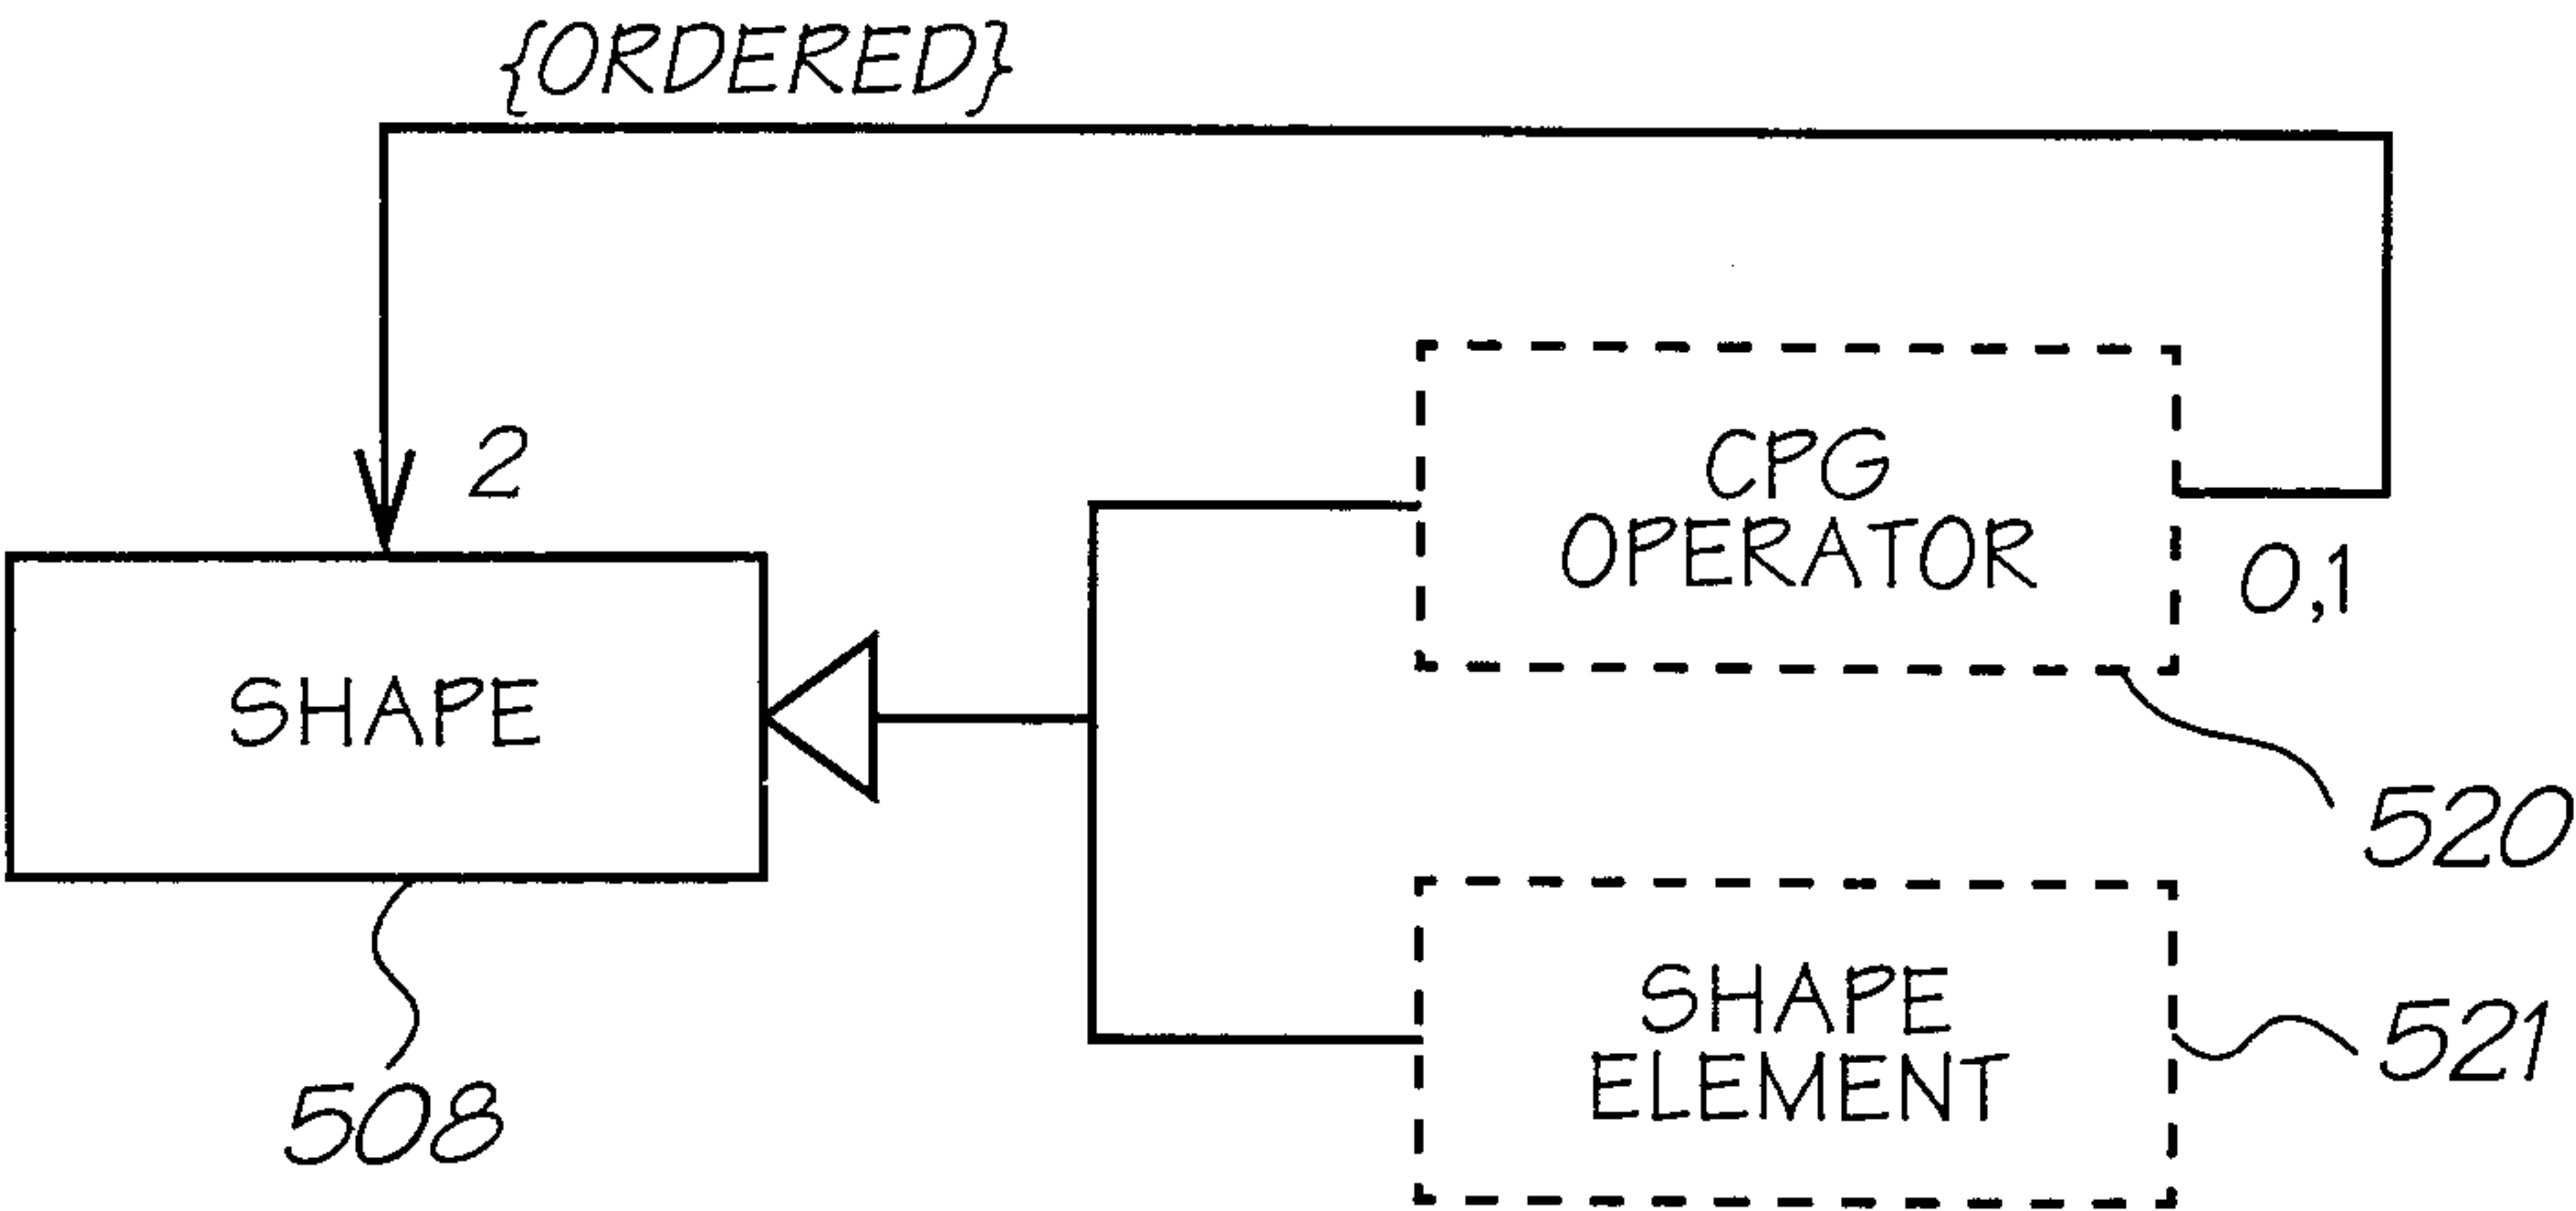 {ORDERED}
2
CPG
OPERATOR
0,1
SHAPE
520
SHAPE
ELEMENT
521
508